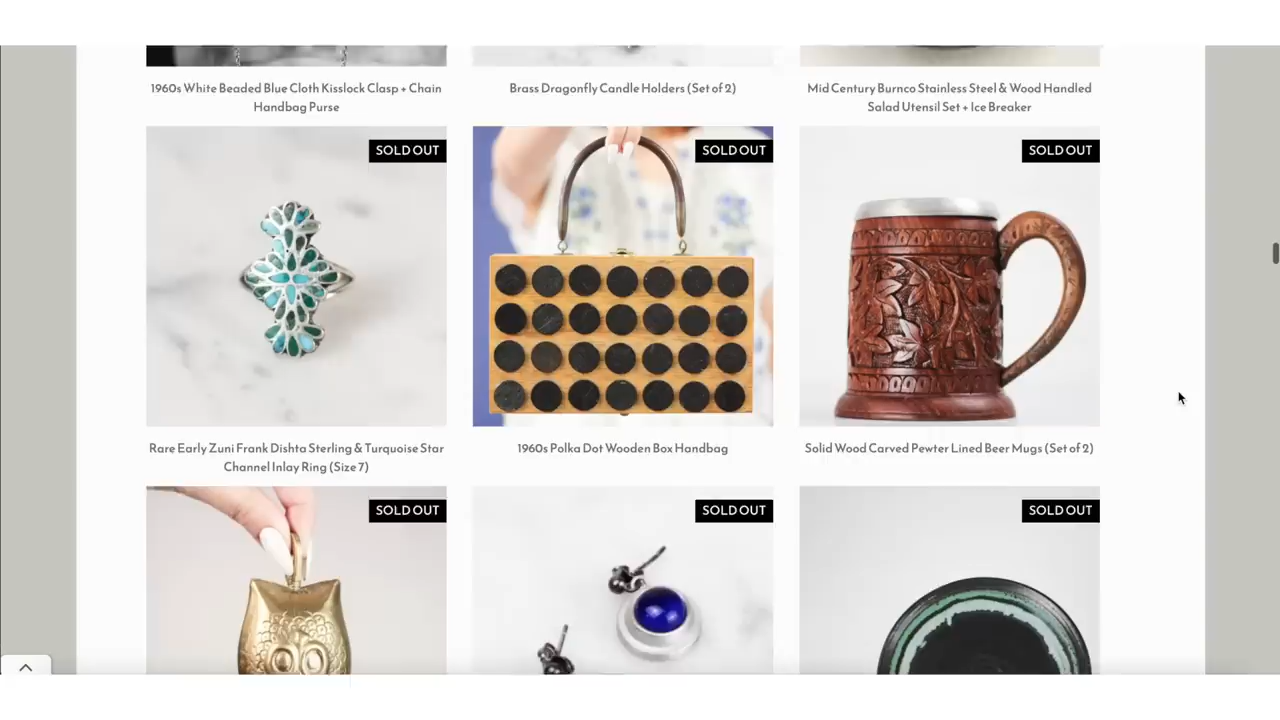 1960s White Beaded Blue Cloth Kisslock Clasp + Chain
Handbag Purse
Brass Dragonfly Candle Holders (Set of 2)
Mid Century Burnco Stainless Steel & Wood Handled
Salad Utensil Set + Ice Breaker
SOLD OUT
SOLD OUT
SOLD OUT
Rare Early Zuni Frank Dishta Sterling & Turquoise Star
Channel Inlay Ring (Size 7)
1960s Polka Dot Wooden Box Handbag
Solid Wood Carved Pewter Lined Beer Mugs (Set of 2)
SOLD OUT
SOLD OUT
SOLD OUT